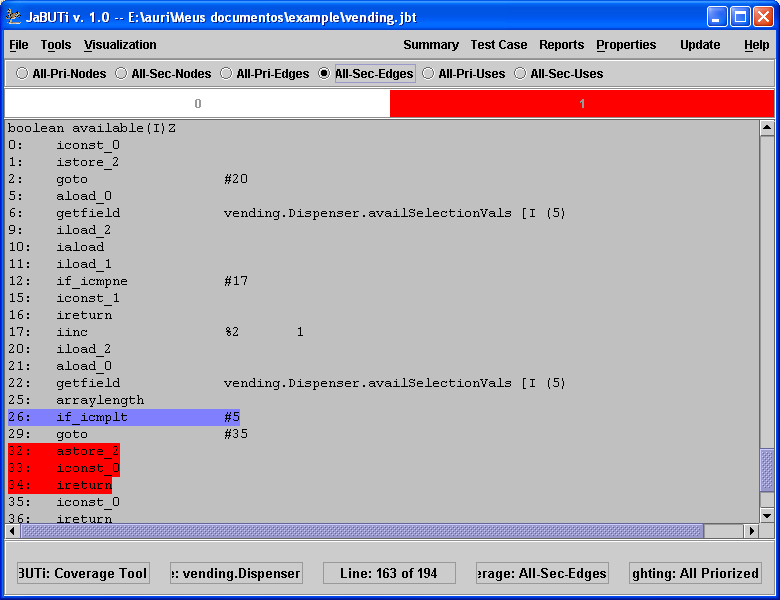 JaBUTi v. 1.0 -- E:\auri\Meus documentos\example\vending.jbt
File Tools Visualization Summary Test Case Reports Properties Update Help
All-Pri-Nodes All-Sec-Nodes All-Pri-Edges All-Sec-Edges All-Pri-Uses All-Sec-Uses
0 1
boolean available(I)Z
0: iconst_0
1: istore_2
2: goto #20
5: aload_0
6: getfield vending.Dispenser.availSelectionVals [I (5)
9: iload_2
10: iaload
11: iload_1
12: if_icmpne #17
15: iconst_1
16: ireturn
17: iinc %2 1
20: iload_2
21: aload_0
22: getfield vending.Dispenser.availSelectionVals [I (5)
25: arraylength
26: if_icmplt #5
29: goto #35
32: astore_2
33: iconst_0
34: ireturn
35: iconst_0
36: ireturn
BUTi: Coverage Tool e: vending.Dispenser Line: 163 of 194 erage: All-Sec-Edges ghting: All Priorized